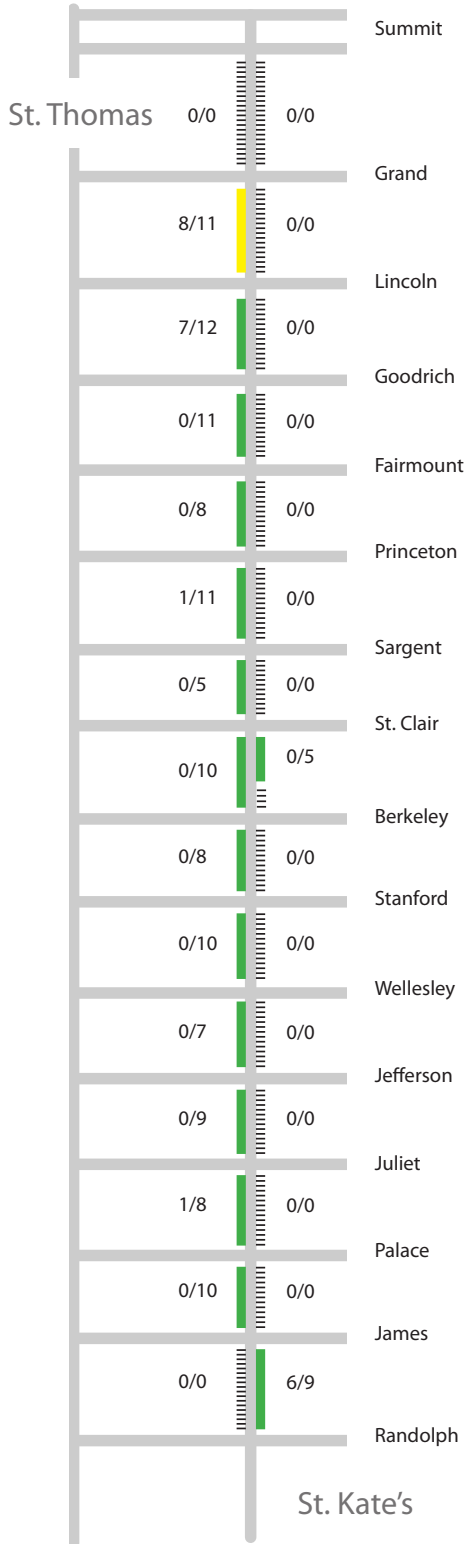 Summit
St. Thomas 0/0 0/0
Grand
8/11 0/0
Lincoln
7/12 0/0
Goodrich
0/11 0/0
Fairmount
0/8 0/0
Princeton
1/11 0/0
Sargent
0/5 0/0
St. Clair
0/10 0/5
Berkeley
0/8 0/0
Stanford
0/10 0/0
Wellesley
0/7 0/0
Jefferson
0/9 0/0
Juliet
1/8 0/0
Palace
0/10 0/0
James
0/0 6/9
Randolph
St. Kate's